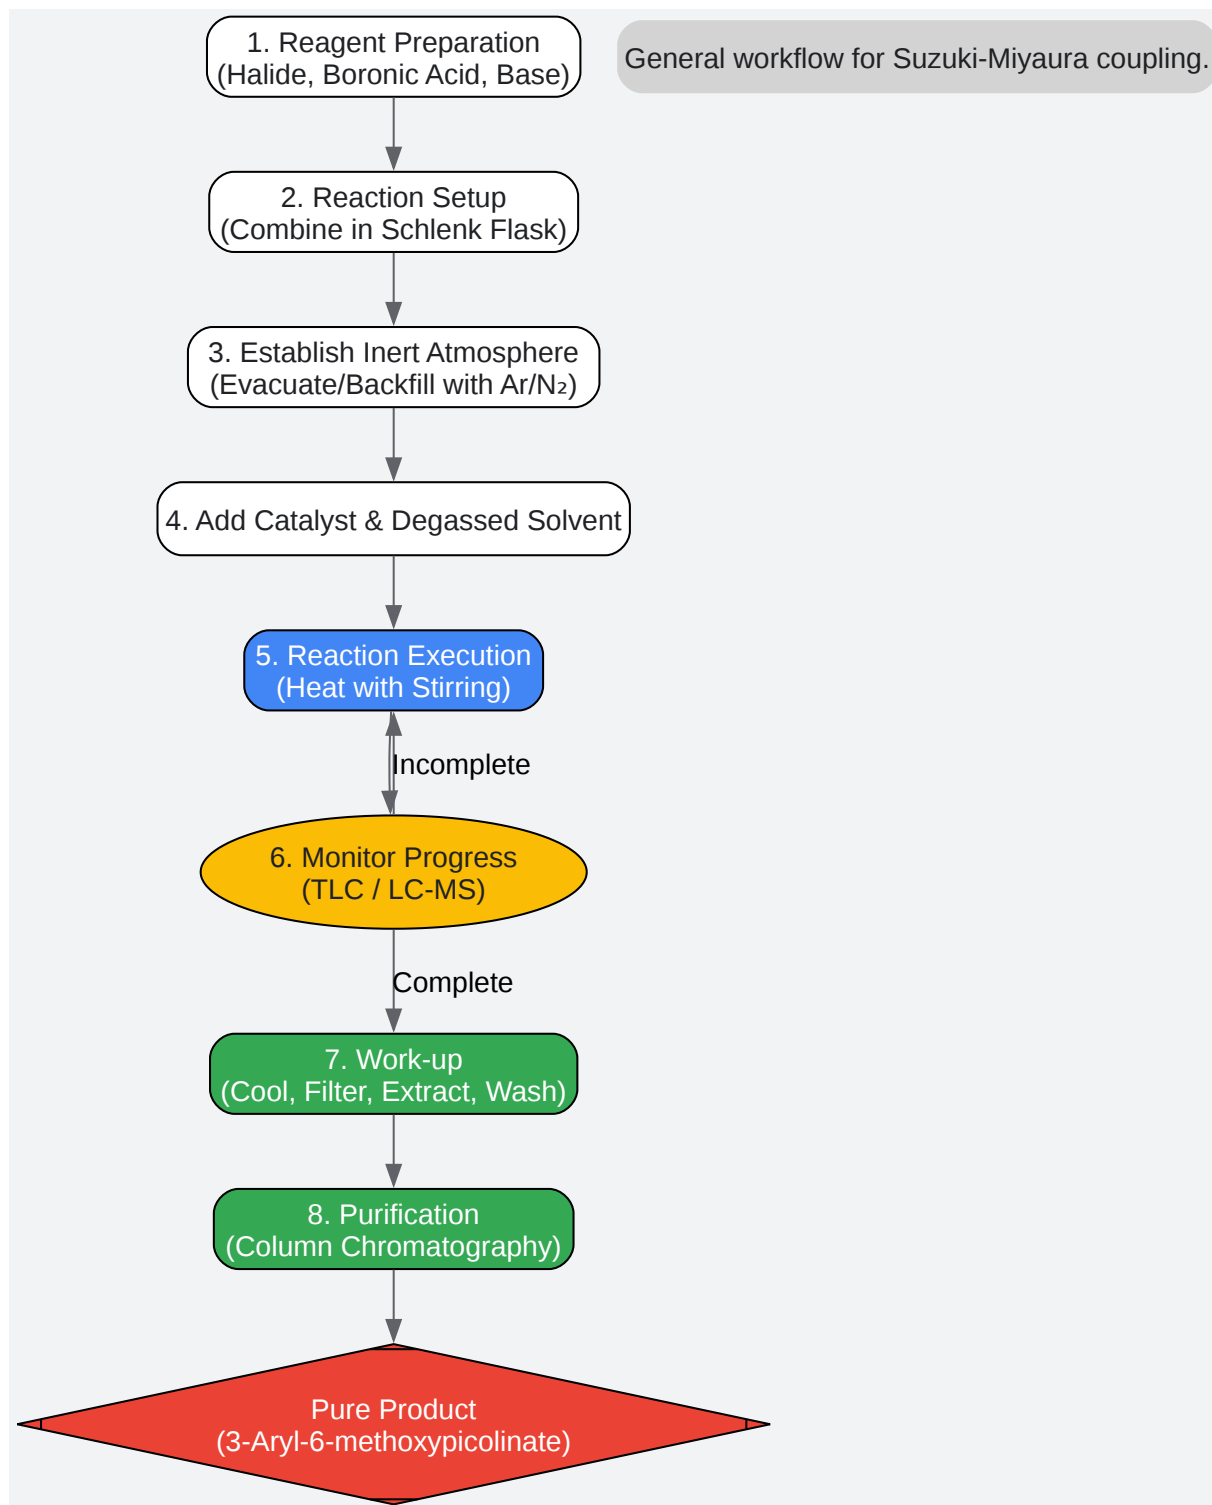 1. Reagent Preparation
(Halide, Boronic Acid, Base)
General workflow for Suzuki-Miyaura coupling.
2. Reaction Setup
(Combine in Schlenk Flask)
3. Establish Inert Atmosphere
(Evacuate/Backfill with Ar/N₂)
4. Add Catalyst & Degassed Solvent
5. Reaction Execution
(Heat with Stirring)
Incomplete
6. Monitor Progress
(TLC / LC-MS)
Complete
7. Work-up
(Cool, Filter, Extract, Wash)
8. Purification
(Column Chromatography)
Pure Product
(3-Aryl-6-methoxypicolinate)